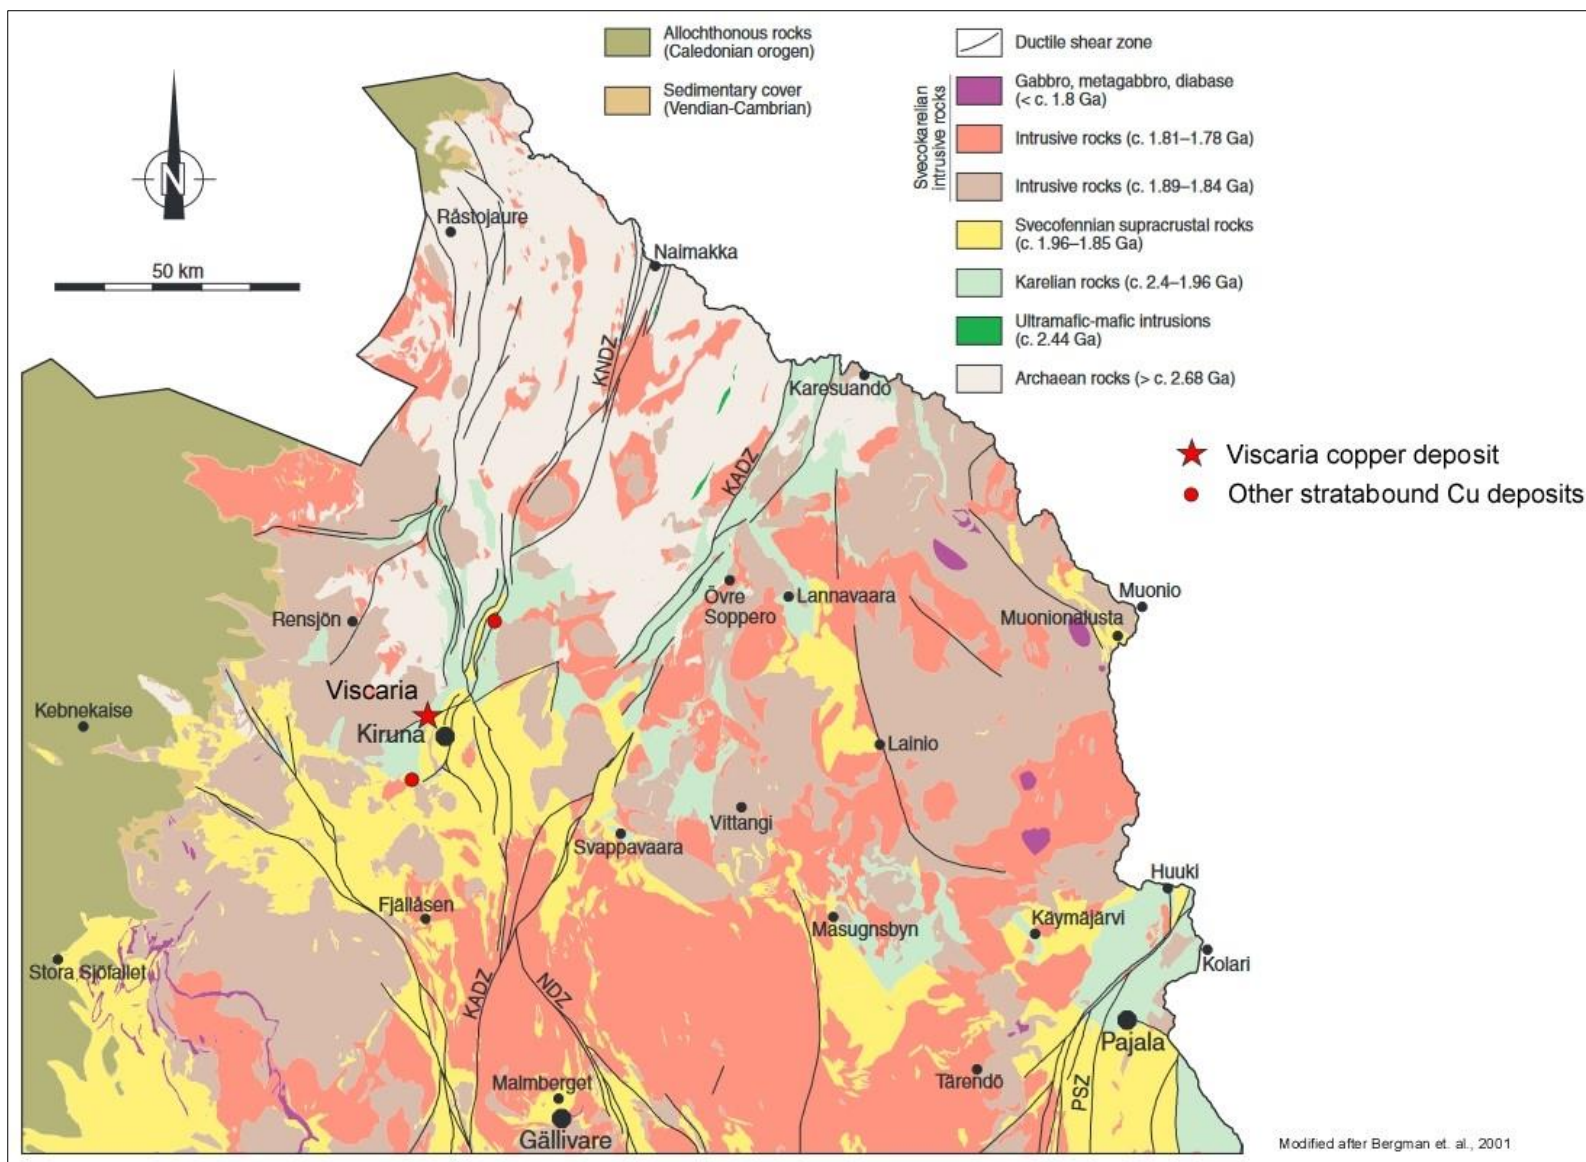 Allochthonous rocks
(Caledonian orogen)
Sedimentary cover
(Vendian-Cambrian)
Ductile shear zone
Svecokarelian
intrusive rocks
Gabbro, metagabbro, diabase
(< c. 1.8 Ga)
Intrusive rocks (c. 1.81–1.78 Ga)
Intrusive rocks (c. 1.89–1.84 Ga)
Svecofennian supracrustal rocks
(c. 1.96–1.85 Ga)
Karelian rocks (c. 2.4–1.96 Ga)
Ultramafic-mafic intrusions
(c. 2.44 Ga)
Archaean rocks (> c. 2.68 Ga)
Viscaria copper deposit
Other stratabound Cu deposits
N
50 km
Råstojaure
Naimakka
KNDZ
Karesuando
KADZ
Rensjön
Övre
Soppero
Lannavaara
Muonio
Muonionalusta
Viscaria
Kebnekaise
Kiruna
Lainio
Vittangi
Svappavaara
Huuki
Fjällåsen
Masugnsbyn
Käymäjärvi
Kolari
Stora Sjöfallet
KADZ
NDZ
Pajala
Malmberget
Tärendö
PSZ
Gällivare
Modified after Bergman et. al., 2001